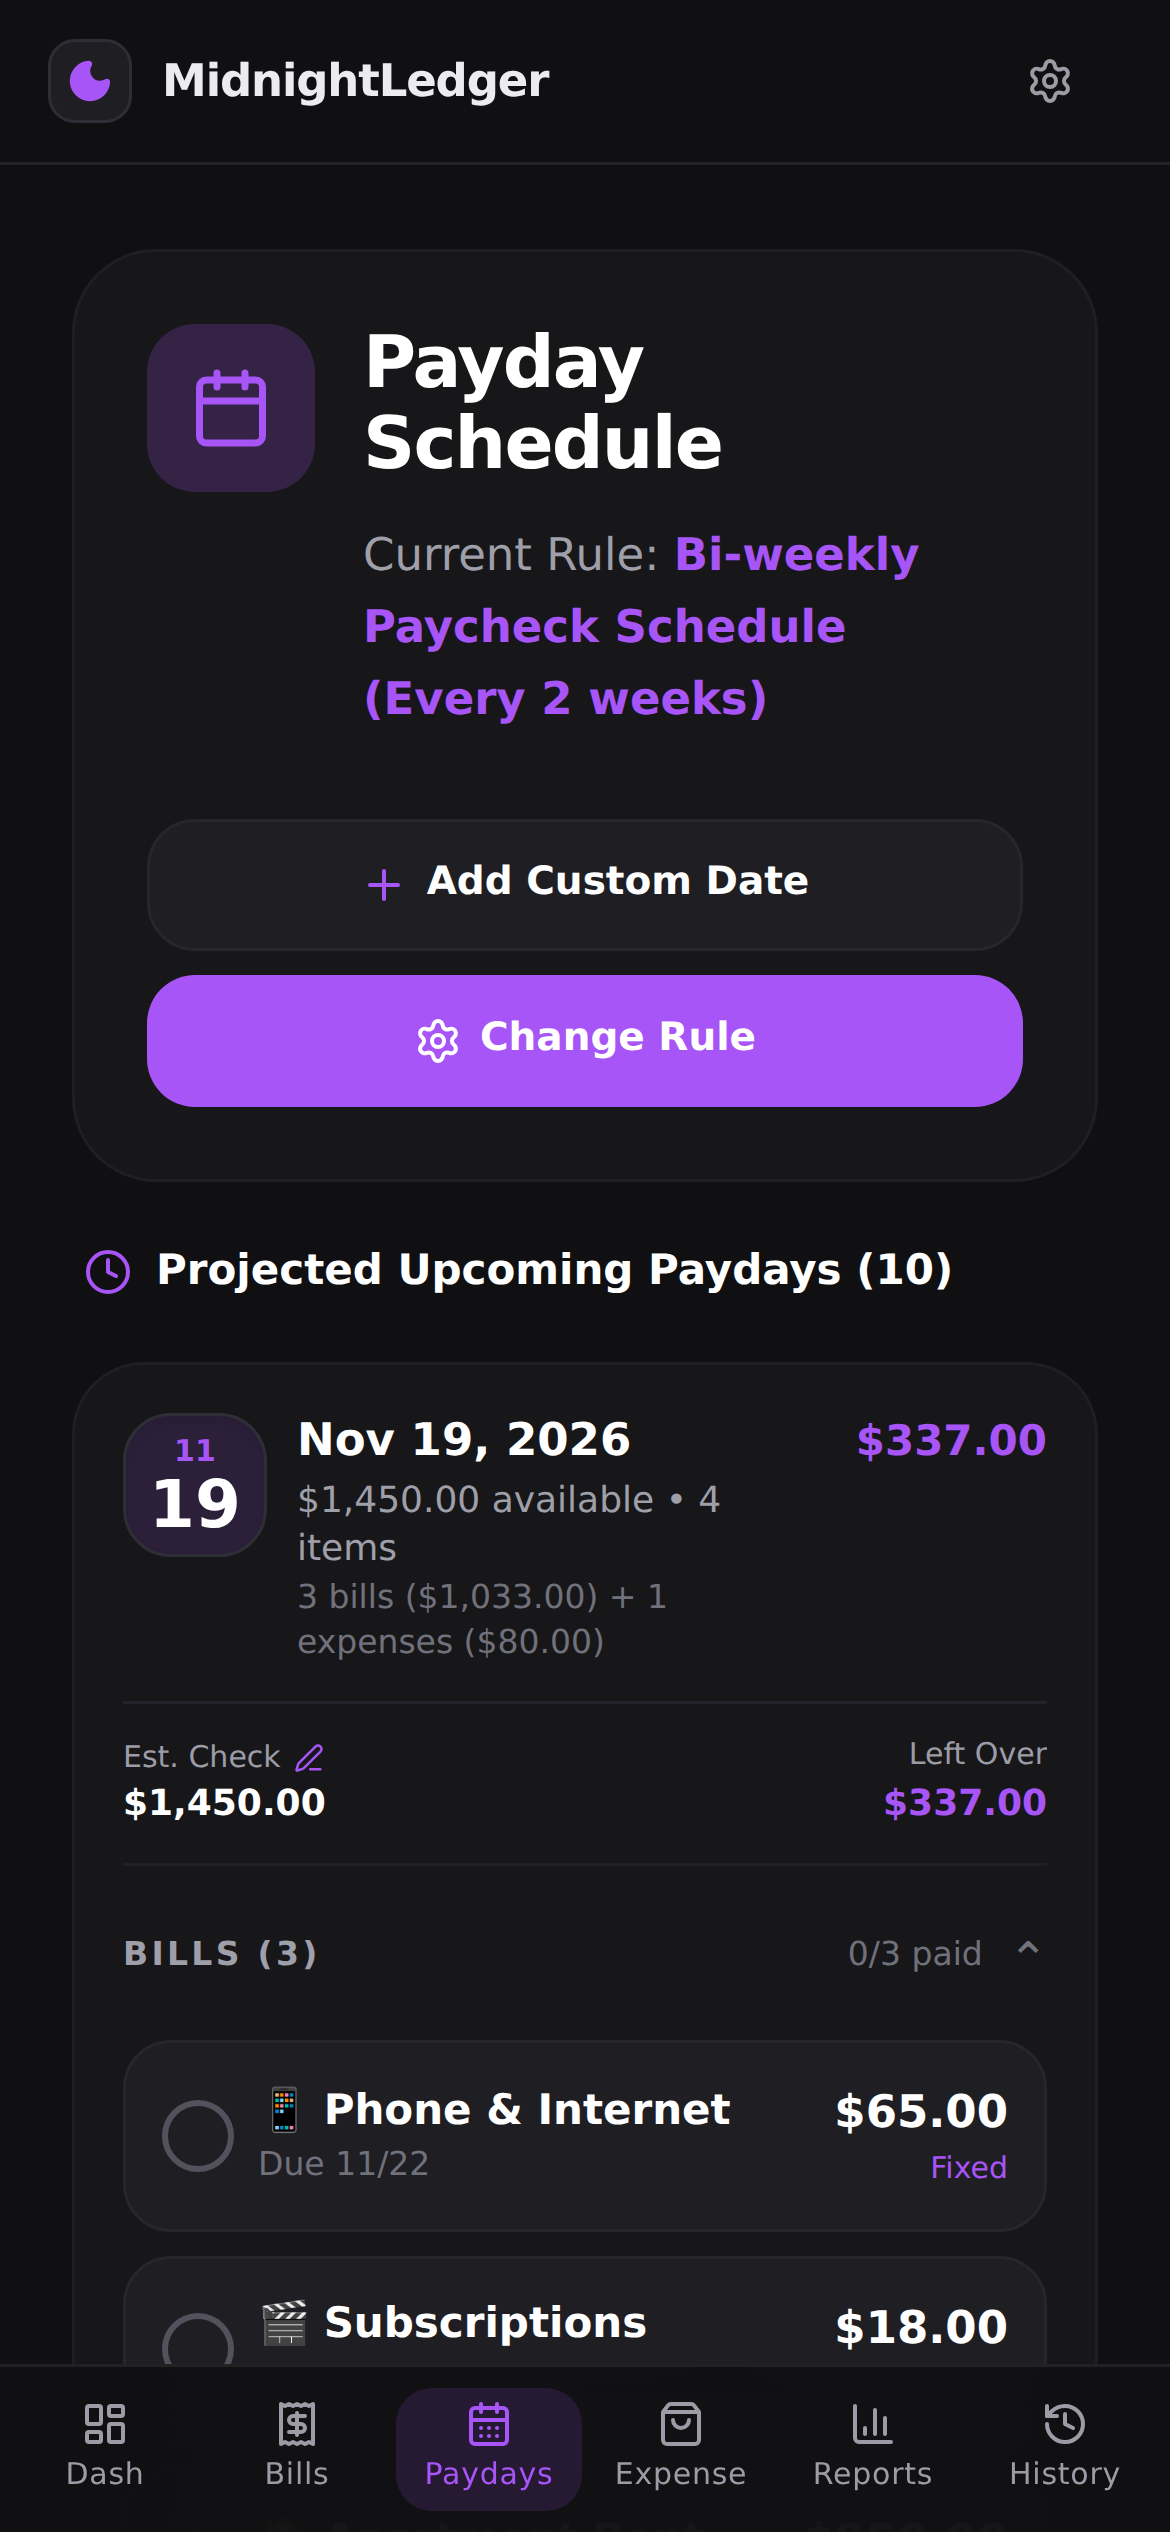 MidnightLedger
Payday
Schedule
Current Rule: Bi-weekly
Paycheck Schedule
(Every 2 weeks)
Add Custom Date
Change Rule
Projected Upcoming Paydays (10)
11
19
Nov 19, 2026
$337.00
$1,450.00 available • 4
items
3 bills ($1,033.00) + 1
expenses ($80.00)
Est. Check
Left Over
$1,450.00
$337.00
BILLS (3)
0/3 paid
Phone & Internet
$65.00
Due 11/22
Fixed
Subscriptions
$18.00
Dash
Bills
Paydays
Expense
Reports
History